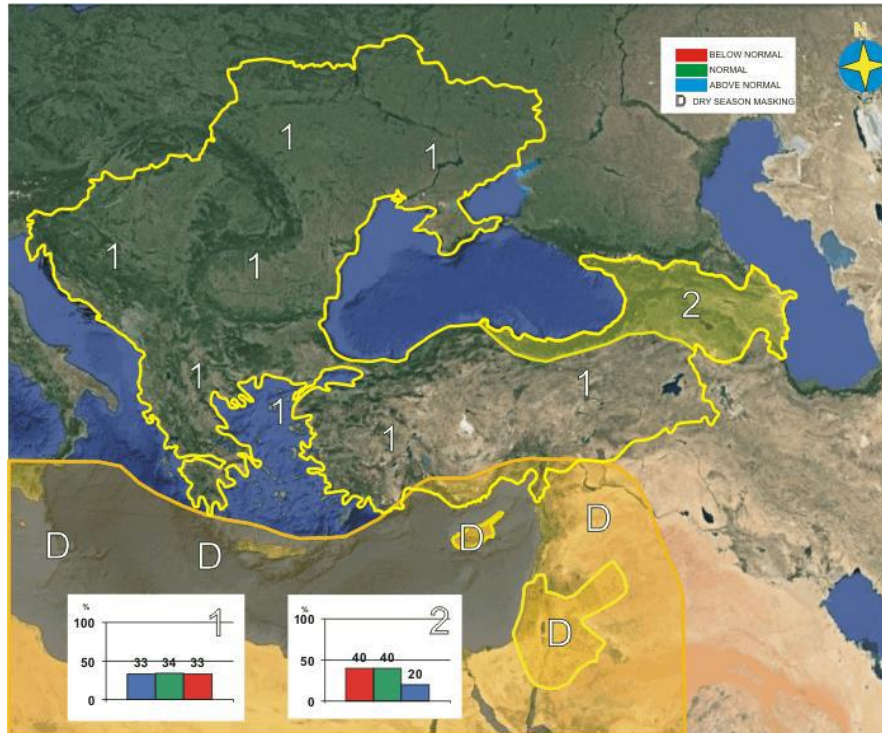 N
BELOW NORMAL
NORMAL
ABOVE NORMAL
D DRY SEASON MASKING
1
1
1
1
2
1
1
1
1
D
D
D
D
D
%
1
100
50
0
33 34 33
%
2
100
50
0
40 40 20